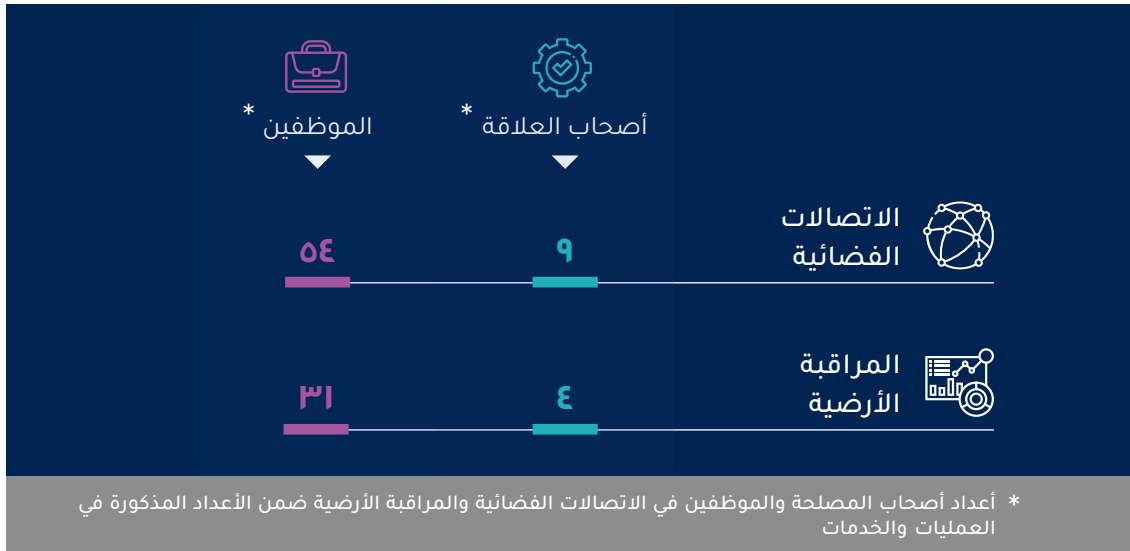 أصحاب العلاقة *
الموظفين *
الاتصالات
الفضائية
٩
٥٤
المراقبة
الأرضية
٤
٣١
* أعداد أصحاب المصلحة والموظفين في الاتصالات الفضائية والمراقبة الأرضية ضمن الأعداد المذكورة في
العمليات والخدمات